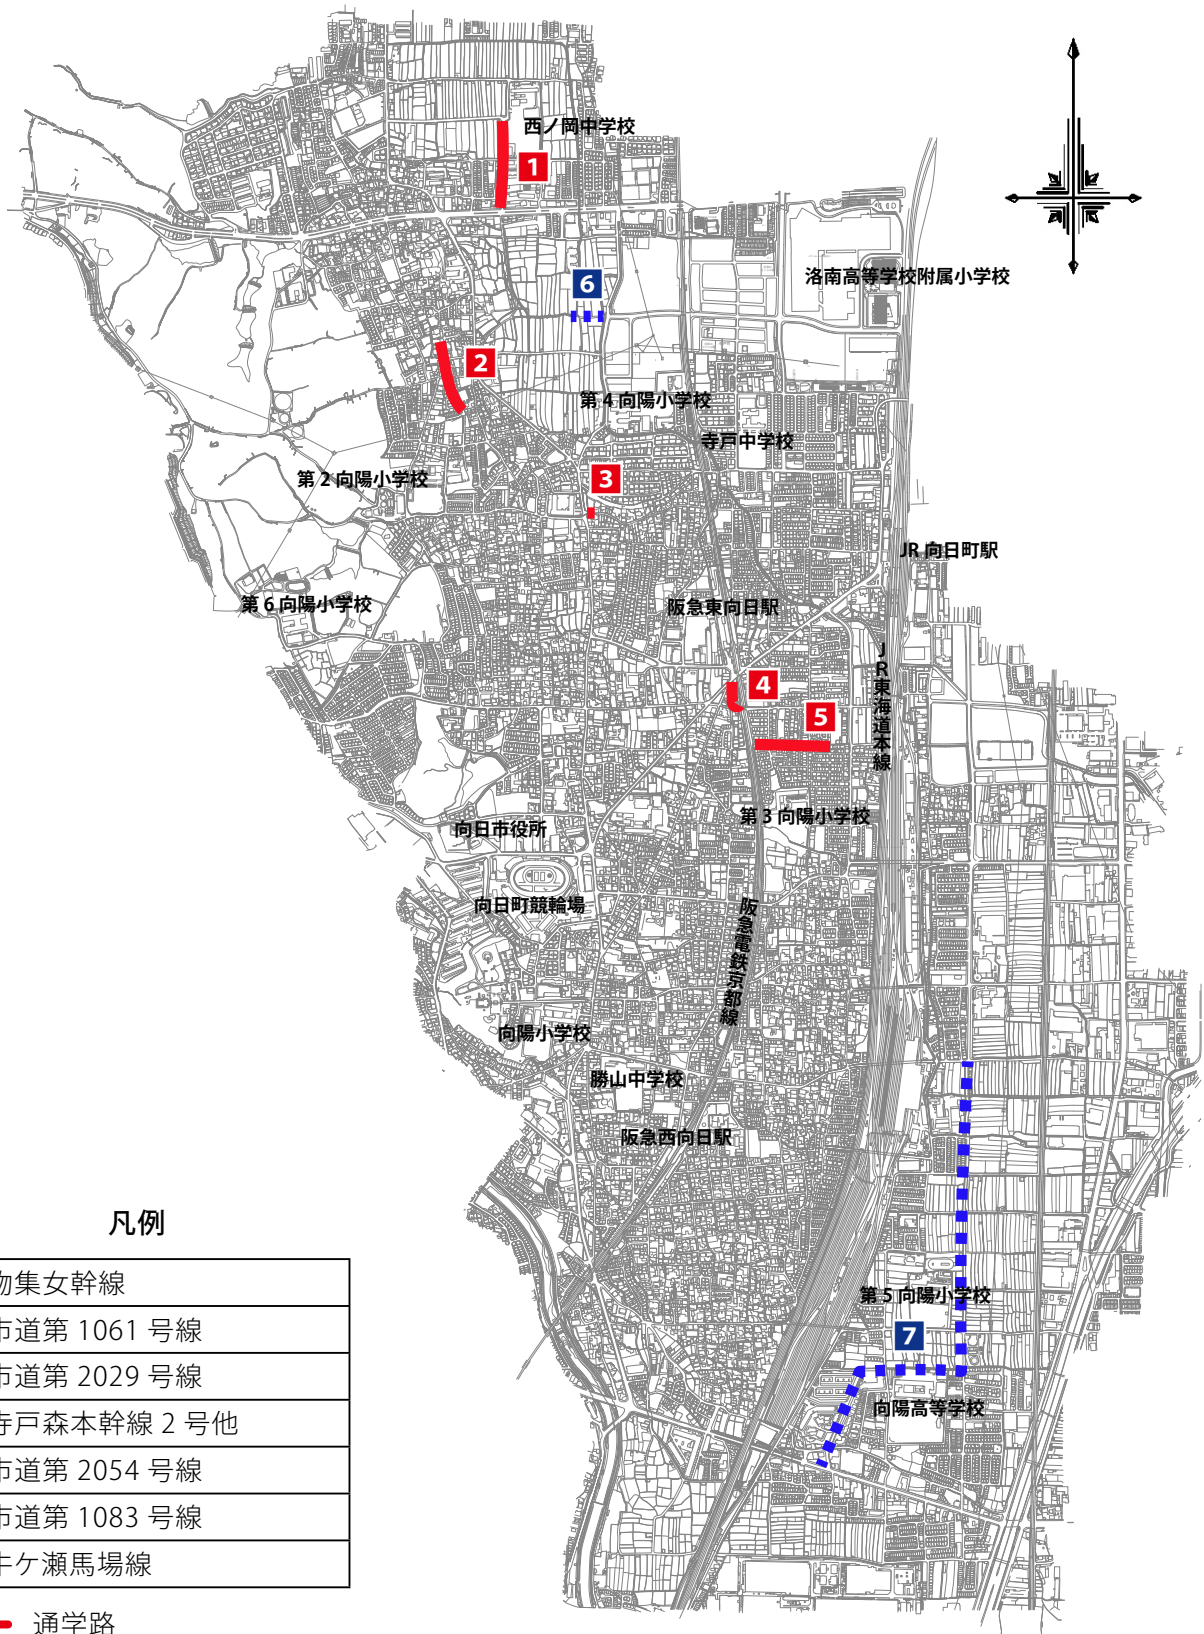 西ノ岡中学校
1
洛南高等学校附属小学校
6
2
第4向陽小学校
寺戸中学校
第2向陽小学校
3
JR 向日町駅
第6向陽小学校
阪急東向日駅
JR東海道本線
4
5
第3向陽小学校
向日市役所
向日町競輪場
阪急電鉄京都線
向陽小学校
勝山中学校
阪急西向日駅
第5向陽小学校
7
向陽高等学校
凡例
物集女幹線
市道第 1061 号線
市道第 2029 号線
寺戸森本幹線 2 号他
市道第 2054 号線
市道第 1083 号線
牛ケ瀬馬場線
通学路